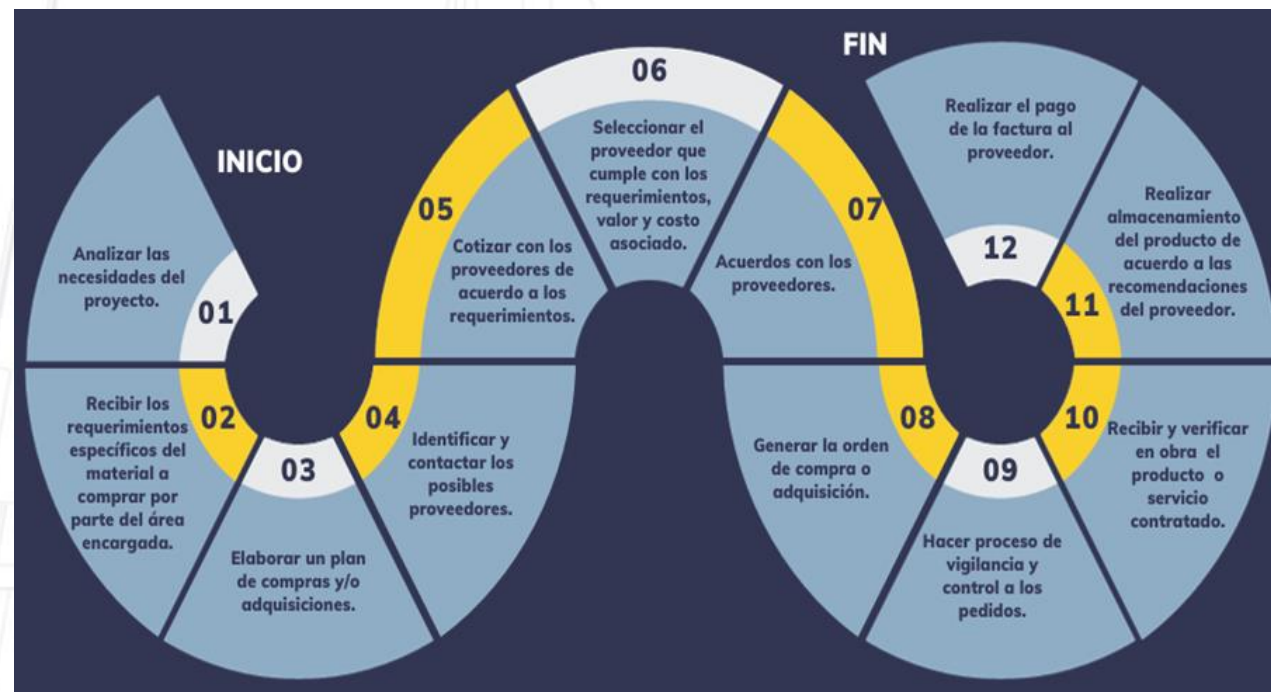 INICIO
01
Analizar las
necesidades del
proyecto.
02
Recibir los
requerimientos
específicos del
material a
comprar por
parte del área
encargada.
03
Elaborar un plan
de compras y/o
adquisiciones.
04
Identificar y
contactar los
posibles
proveedores.
05
Cotizar con los
proveedores de
acuerdo a los
requerimientos.
06
Seleccionar el
proveedor que
cumple con los
requerimientos,
valor y costo
asociado.
07
Acuerdos con los
proveedores.
08
Generar la orden
de compra o
adquisición.
09
Hacer proceso de
vigilancia y
control a los
pedidos.
10
Recibir y verificar
en obra el
producto o
servicio
contratado.
11
Realizar
almacenamiento
del producto de
acuerdo a las
recomendaciones
del proveedor.
12
Realizar el pago
de la factura al
proveedor.
FIN